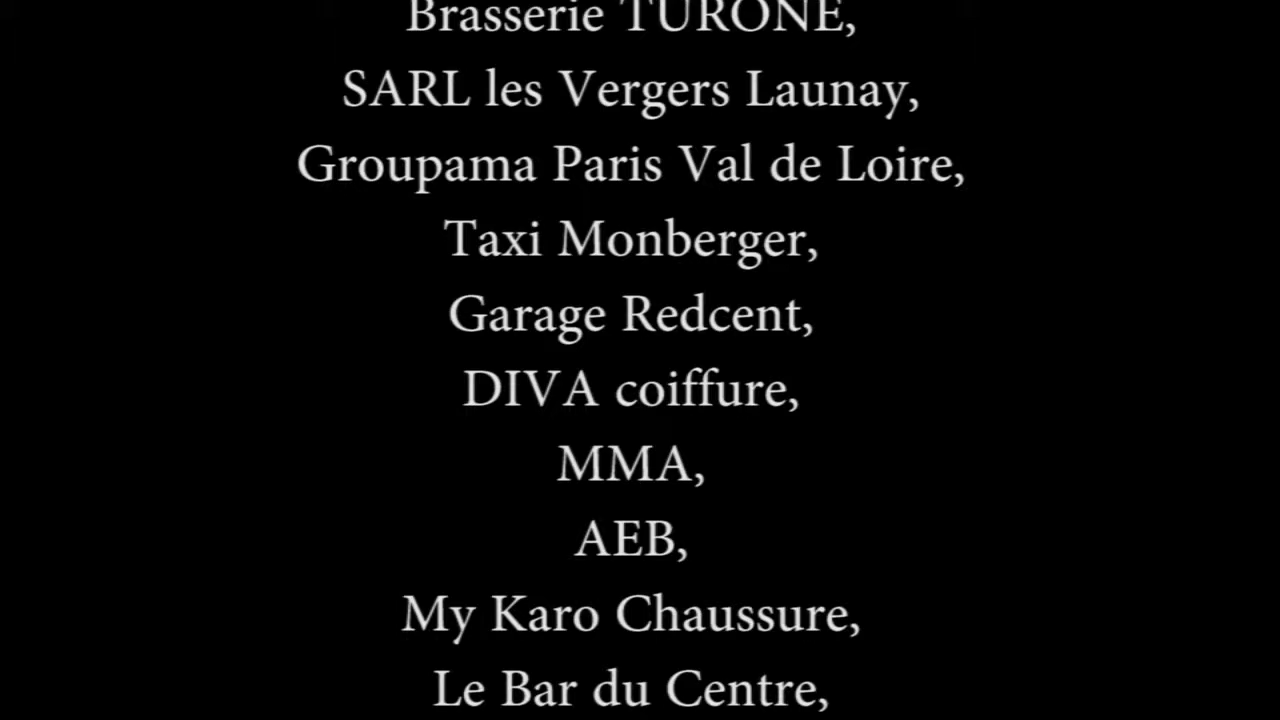 Brasserie TURONE,
SARL les Vergers Launay,
Groupama Paris Val de Loire,
Taxi Monberger,
Garage Redcent,
DIVA coiffure,
MMA,
AEB,
My Karo Chaussure,
Le Bar du Centre,